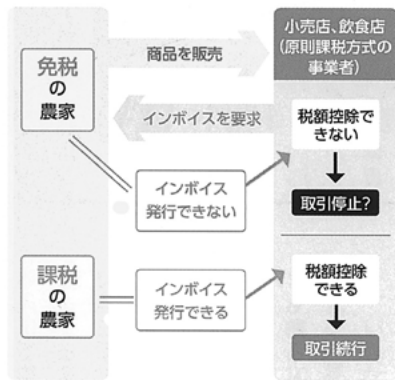 商品を販売
小売店、飲食店
(原則課税方式の
事業者)
免税
の
農家
インボイスを要求
税額控除で
きない
インボイス
発行できない
取引停止?
課税
の
農家
インボイス
発行できる
税額控除
できる
取引続行